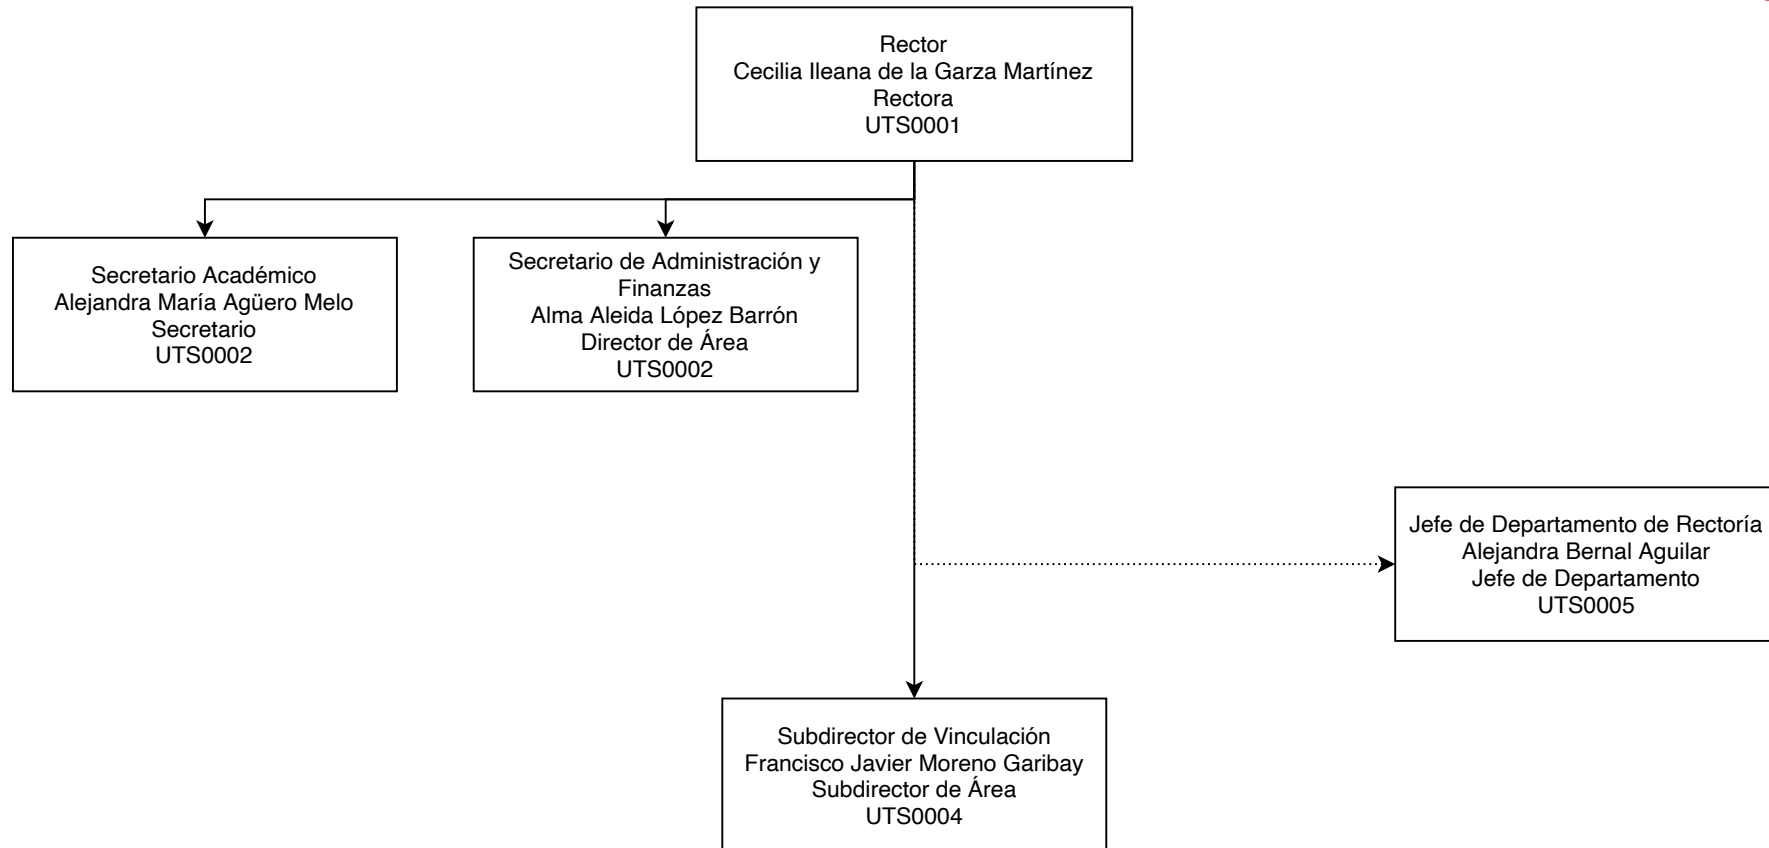 Rector
Cecilia Ileana de la Garza Martínez
Rectora
UTS0001
Secretario Académico
Alejandra María Agüero Melo
Secretario
UTS0002
Secretario de Administración y
Finanzas
Alma Aleida López Barrón
Director de Área
UTS0002
Jefe de Departamento de Rectoría
Alejandra Bernal Aguilar
Jefe de Departamento
UTS0005
Subdirector de Vinculación
Francisco Javier Moreno Garibay
Subdirector de Área
UTS0004